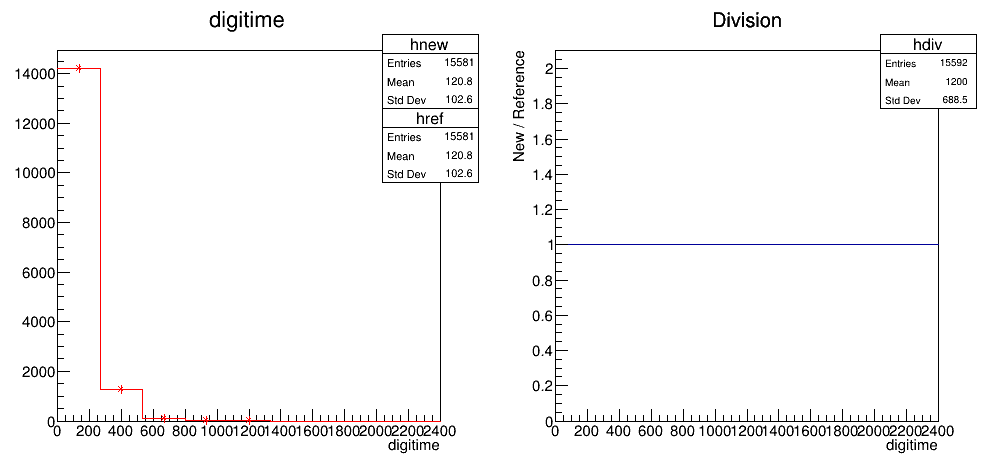 digitime
hnew
Entries 15581
Mean 120.8
Std Dev 102.6
href
Entries 15581
Mean 120.8
Std Dev 102.6
14000
12000
10000
8000
6000
4000
2000
0
0 200 400 600 800 1000 1200 1400 1600 1800 2000 2200 2400
digitime
Division
hdiv
Entries 15592
Mean 1200
Std Dev 688.5
New / Reference
2
1.8
1.6
1.4
1.2
1
0.8
0.6
0.4
0.2
0
0 200 400 600 800 1000 1200 1400 1600 1800 2000 2200 2400
digitime